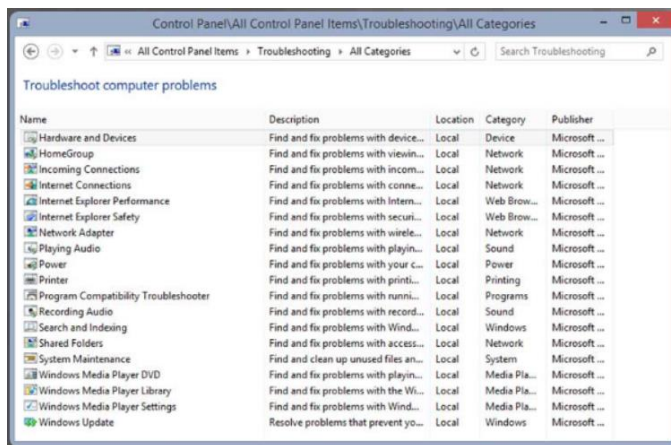 Control Panel\All Control Panel Items\Troubleshooting\All Categories
« All Control Panel Items › Troubleshooting › All Categories Search Troubleshooting
Troubleshoot computer problems
Name Description Location Category Publisher
Hardware and Devices Find and fix problems with device... Local Device Microsoft ...
HomeGroup Find and fix problems with viewin... Local Network Microsoft ...
Incoming Connections Find and fix problems with incom... Local Network Microsoft ...
Internet Connections Find and fix problems with conne... Local Network Microsoft ...
Internet Explorer Performance Find and fix problems with Intern... Local Web Brow... Microsoft ...
Internet Explorer Safety Find and fix problems with securi... Local Web Brow... Microsoft ...
Network Adapter Find and fix problems with wirele... Local Network Microsoft ...
Playing Audio Find and fix problems with playin... Local Sound Microsoft ...
Power Find and fix problems with your c... Local Power Microsoft ...
Printer Find and fix problems with printi... Local Printing Microsoft ...
Program Compatibility Troubleshooter Find and fix problems with runni... Local Programs Microsoft ...
Recording Audio Find and fix problems with record... Local Sound Microsoft ...
Search and Indexing Find and fix problems with Wind... Local Windows Microsoft ...
Shared Folders Find and fix problems with access... Local Network Microsoft ...
System Maintenance Find and clean up unused files an... Local System Microsoft ...
Windows Media Player DVD Find and fix problems with playin... Local Media Pla... Microsoft ...
Windows Media Player Library Find and fix problems with the Wi... Local Media Pla... Microsoft ...
Windows Media Player Settings Find and fix problems with Wind... Local Media Pla... Microsoft ...
Windows Update Resolve problems that prevent yo... Local Windows Microsoft ...